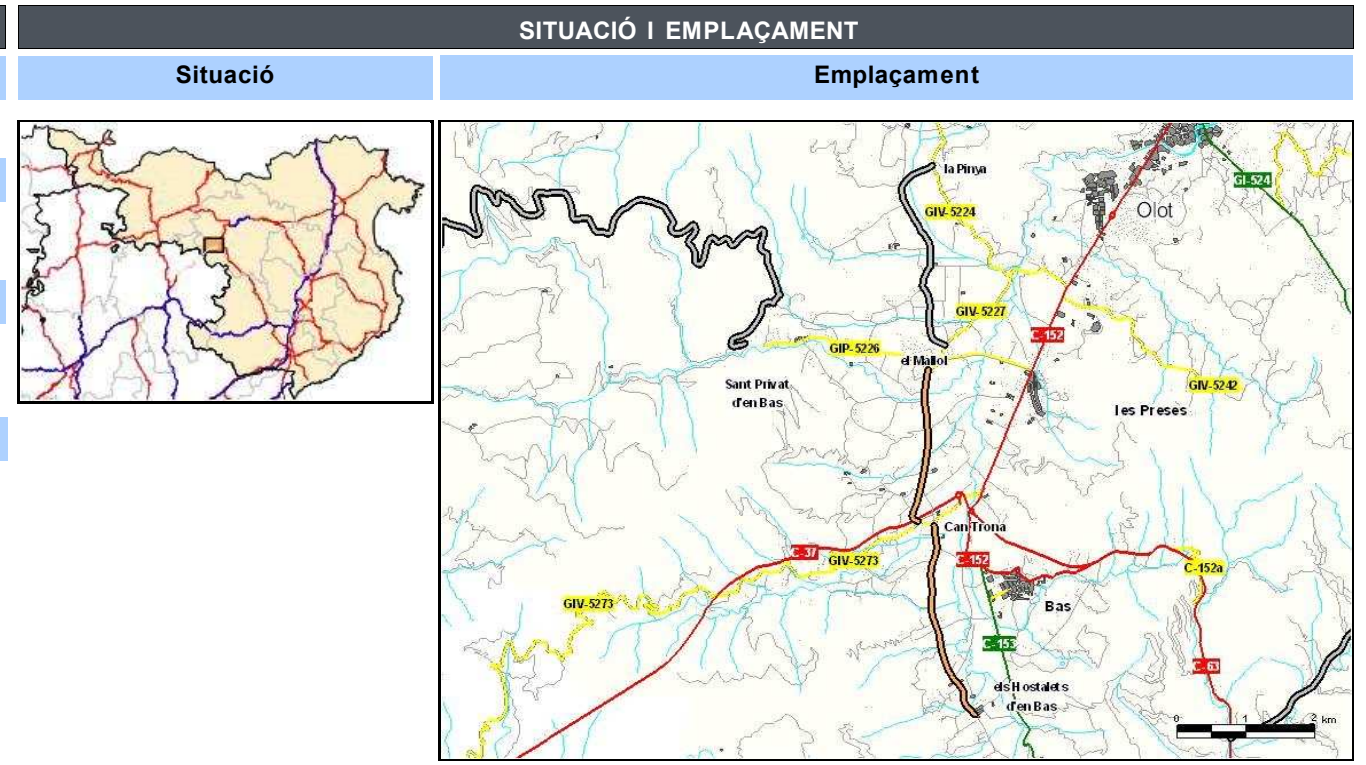 SITUACIÓ I EMPLAÇAMENT
Situació
Emplaçament
la Pinya
GI-524
Olot
GIV-5224
GIV-5227
C-152
GIP-5226
el Mallol
Sant Privat
d'en Bas
GIV-5242
les Preses
Can Trona
C-37
GIV-5273
C-152
C-152a
GIV-5273
Bas
C-153
C-63
els Hostalets
d'en Bas
0 1 2 km